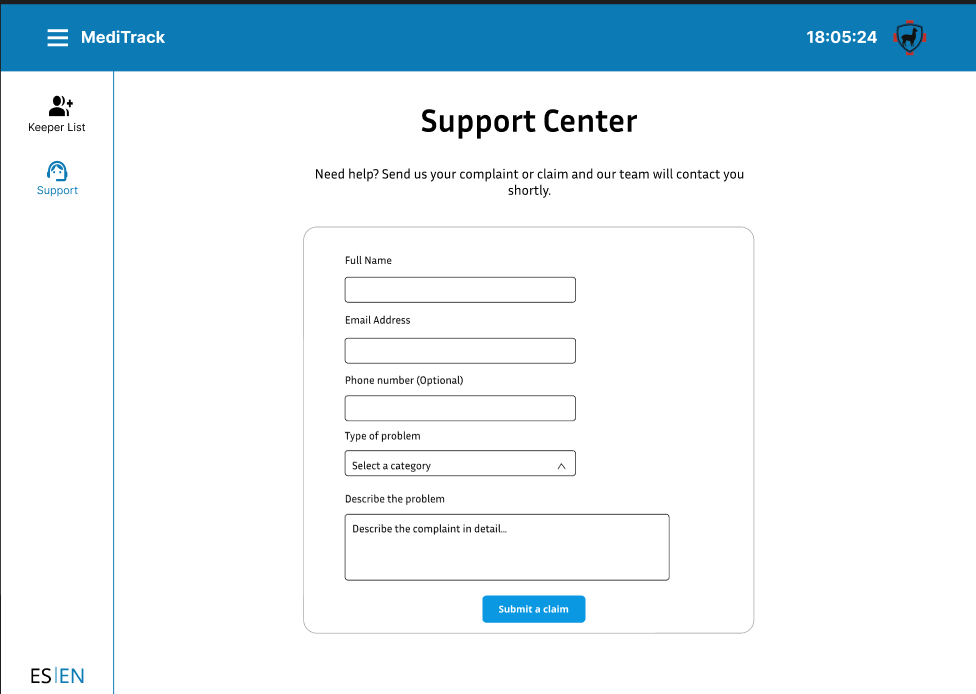 MediTrack
18:05:24
Keeper List
Support
Support Center
Need help? Send us your complaint or claim and our team will contact you
shortly.
Full Name
Email Address
Phone number (Optional)
Type of problem
Select a category
Describe the problem
Describe the complaint in detail...
Submit a claim
ES|EN